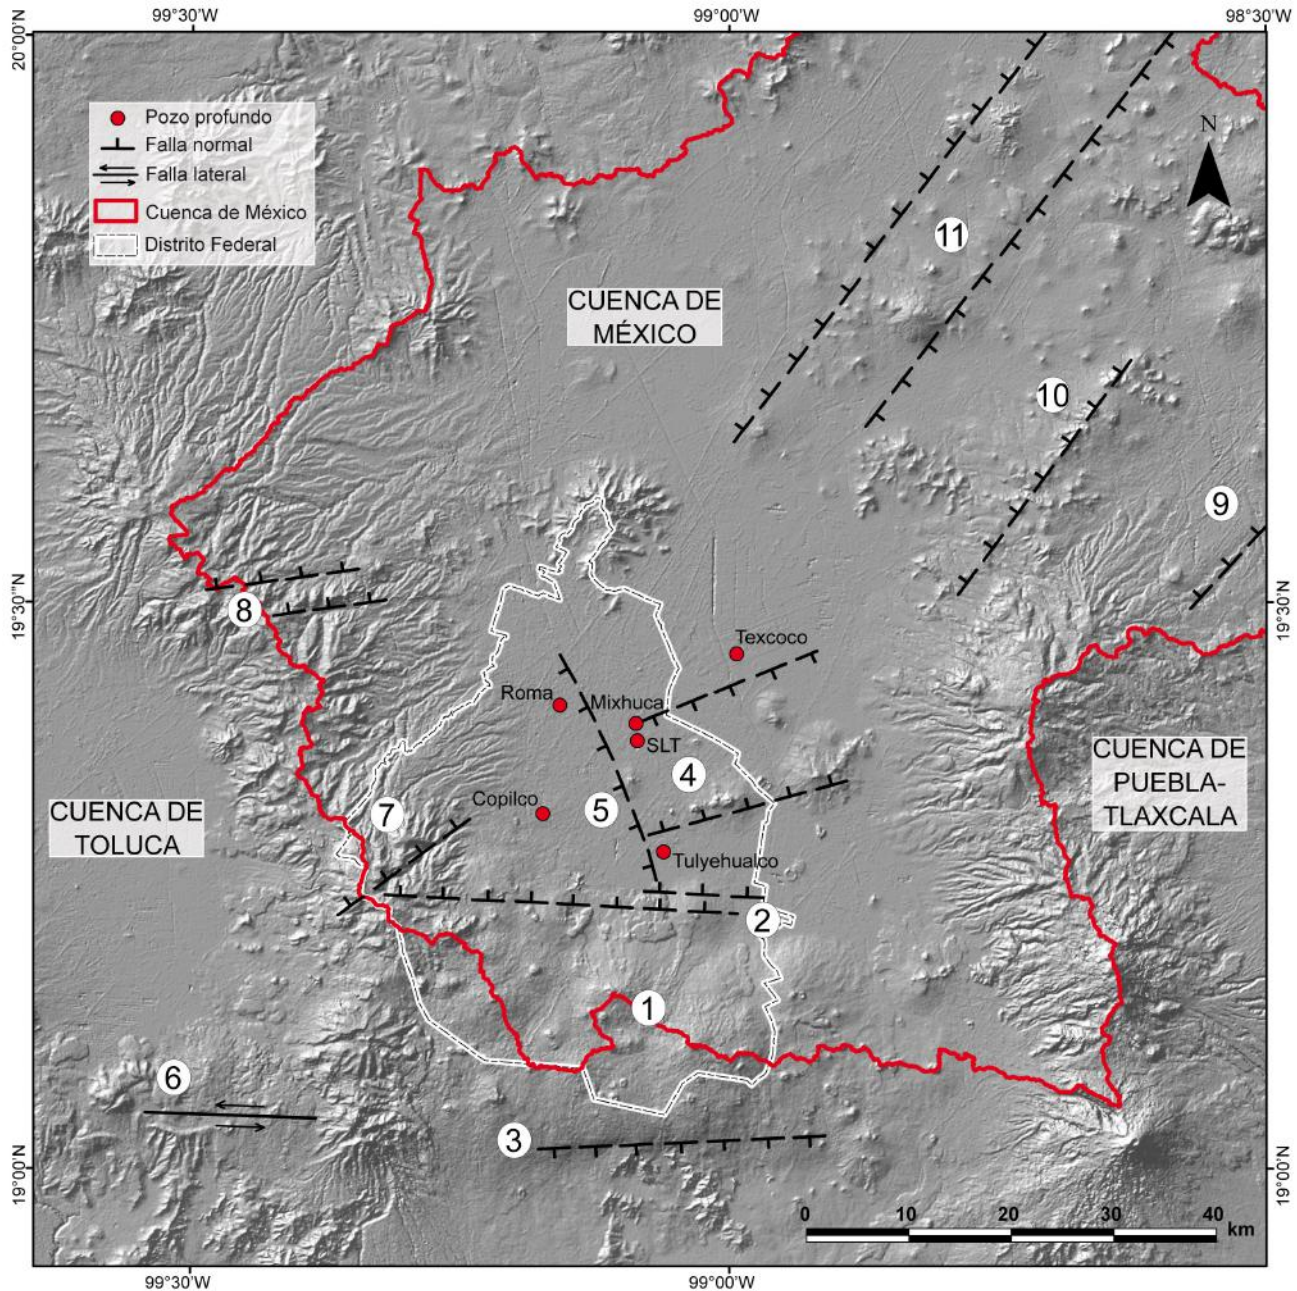 99°30'W
99°00'W
98°30'W
20°00'N
Pozo profundo
Falla normal
Falla lateral
Cuenca de México
Distrito Federal
N
11
CUENCA DE
MÉXICO
10
9
19°30'N
19°30'N
8
Texcoco
Roma
Mixhuca
SLT
4
CUENCA DE
PUEBLA-
TLAXCALA
CUENCA DE
TOLUCA
7
Copilco
5
Tulyehualco
2
1
6
3
19°00'N
19°00'N
0 10 20 30 40
km
99°30'W
99°00'W